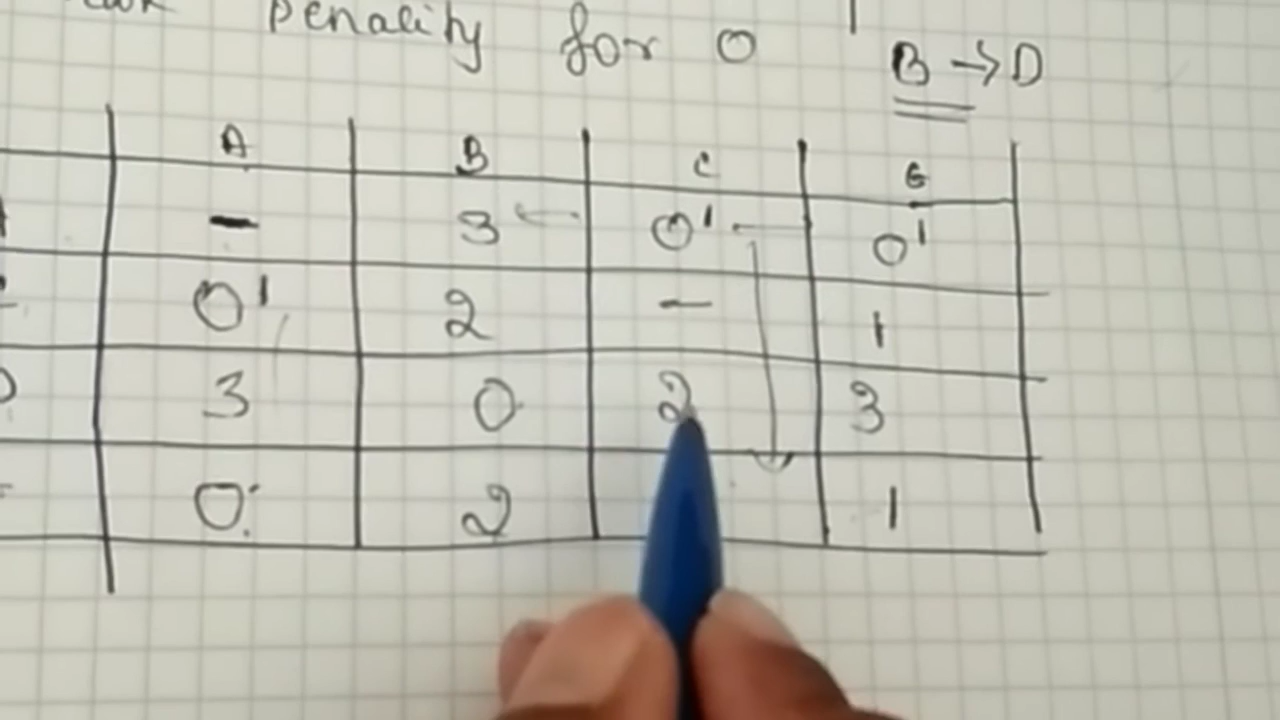 Penality for 0
B → D
A B C E
- 3 0' 0'
0' 2 - 1
3 0 2 3
0 2 1